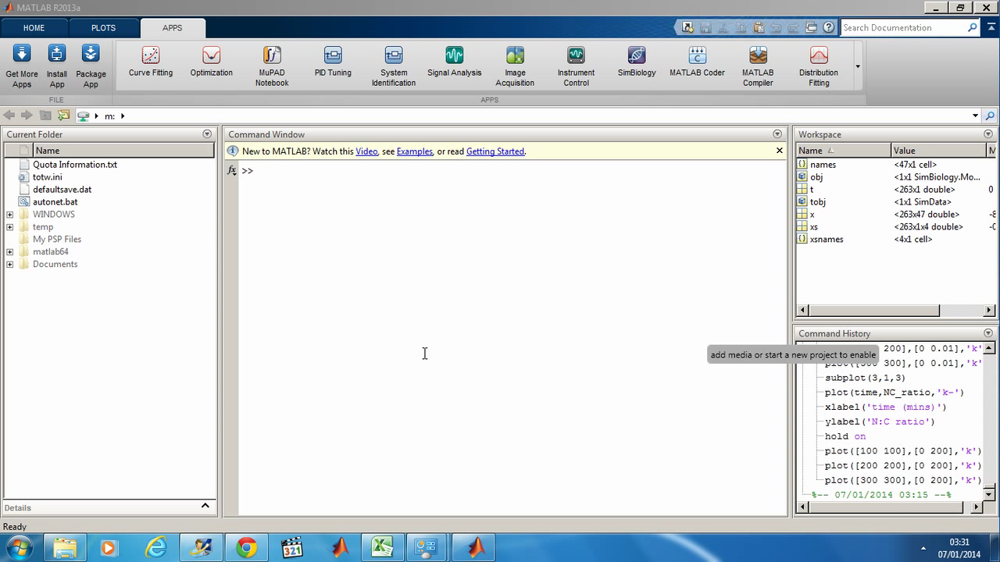 MATLAB R2013a
HOME PLOTS APPS
Search Documentation
Get More Apps
Install App
Package App
Curve Fitting
Optimization
MuPAD Notebook
PID Tuning
System Identification
Signal Analysis
Image Acquisition
Instrument Control
SimBiology
MATLAB Coder
MATLAB Compiler
Distribution Fitting
FILE APPS
m:
Current Folder
Name
Quota Information.txt
totw.ini
defaultsave.dat
autonet.bat
WINDOWS
temp
My PSP Files
matlab64
Documents
Details
Command Window
New to MATLAB? Watch this Video, see Examples, or read Getting Started.
fx >>
Workspace
Name Value M
names <47x1 cell>
obj <1x1 SimBiology.Mo...
t <263x1 double> 0
tobj <1x1 SimData>
x <263x47 double> -8
xs <263x1x4 double> -0
xsnames <4x1 cell>
Command History
200],[0 0.01],'k'
add media or start a new project to enable
300],[0 0.01],'k'
subplot(3,1,3)
plot(time,NC_ratio,'k-')
xlabel('time (mins)')
ylabel('N:C ratio')
hold on
plot([100 100],[0 200],'k')
plot([200 200],[0 200],'k')
plot([300 300],[0 200],'k')
%-- 07/01/2014 03:15 --%
Ready
321
03:31
07/01/2014